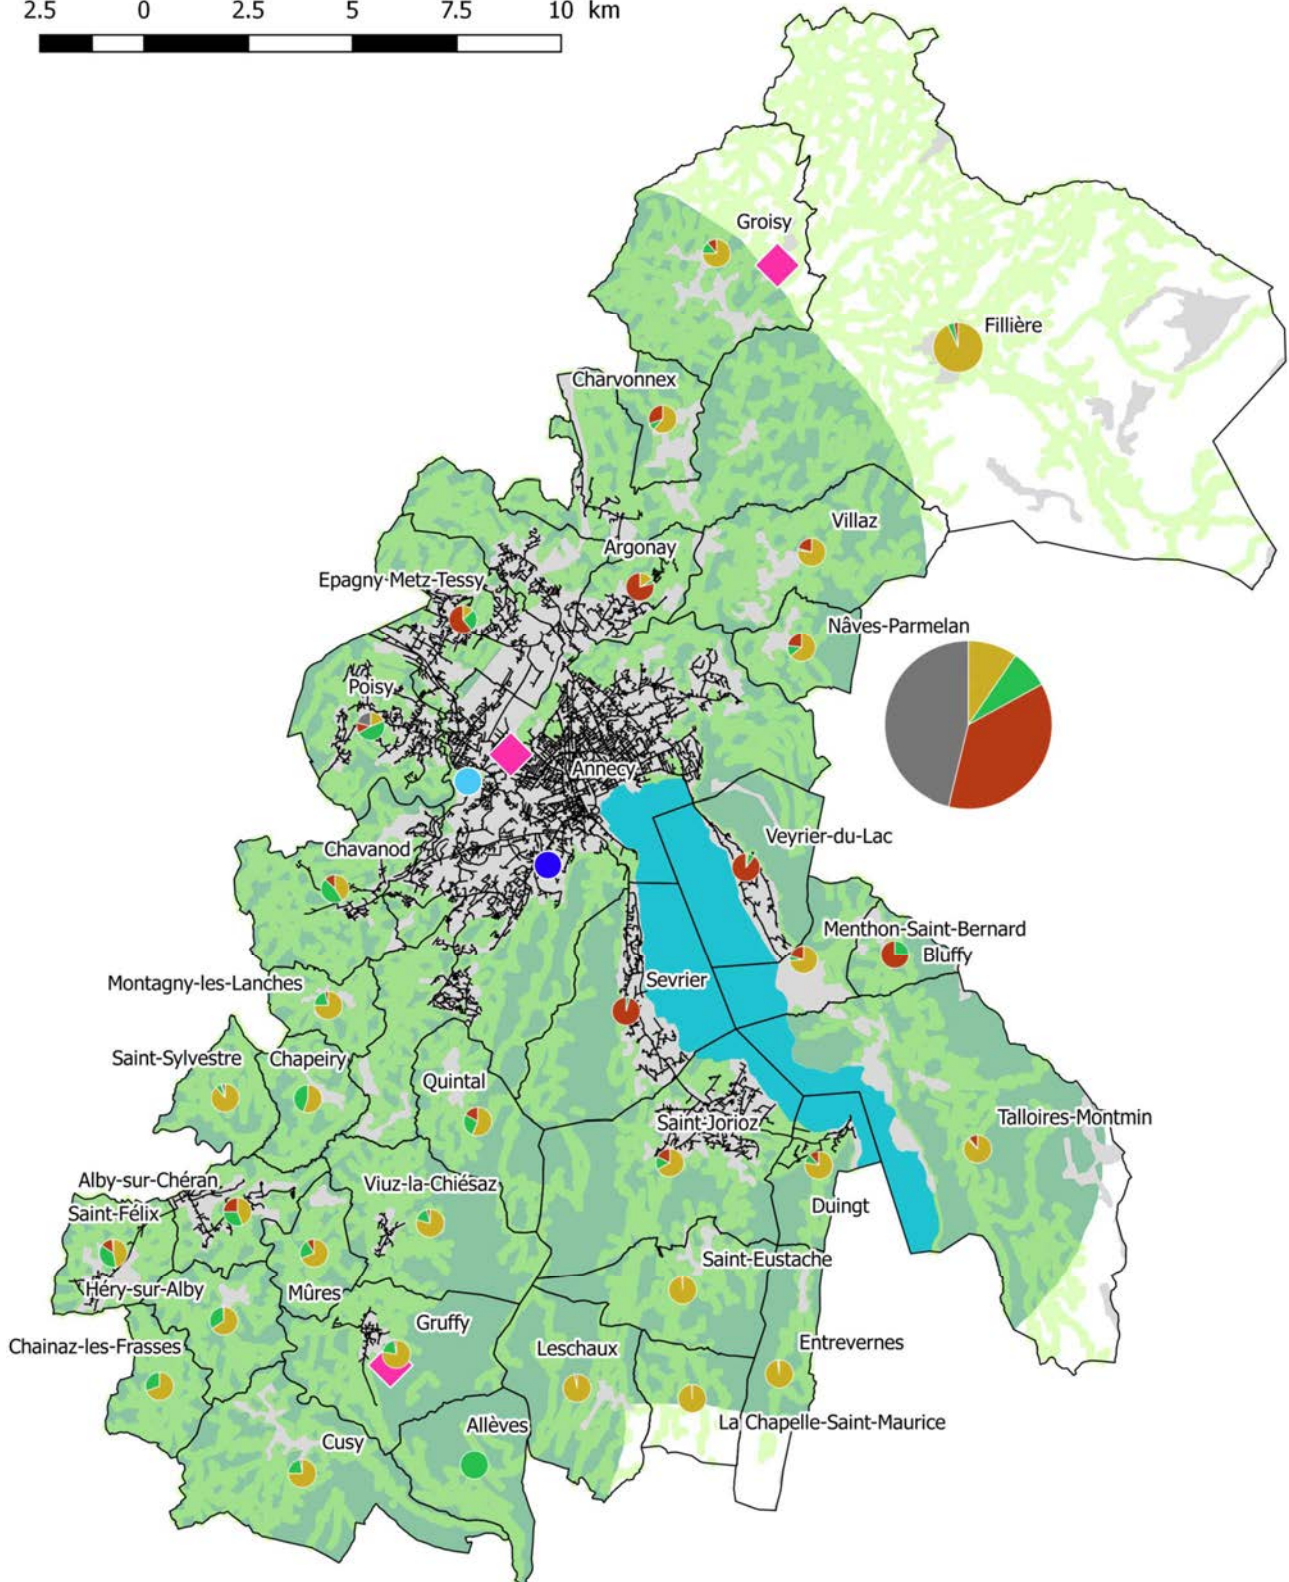 2.5 0 2.5 5 7.5 10 km
Groisy
Fillière
Charvonnex
Villaz
Argonay
Epagny-Metz-Tessy
Nâves-Parmelan
Poisy
Annecy
Veyrier-du-Lac
Chavanod
Menthon-Saint-Bernard
Bluffy
Sevrier
Montagny-les-Lanches
Saint-Sylvestre
Chapeiry
Quintal
Talloires-Montmin
Saint-Jorioz
Alby-sur-Chéran
Viuz-la-Chiésaz
Duingt
Saint-Félix
Saint-Eustache
Héry-sur-Alby
Mûres
Gruffy
Entrevernes
Chainaz-les-Frasses
Leschaux
La Chapelle-Saint-Maurice
Allèves
Cusy